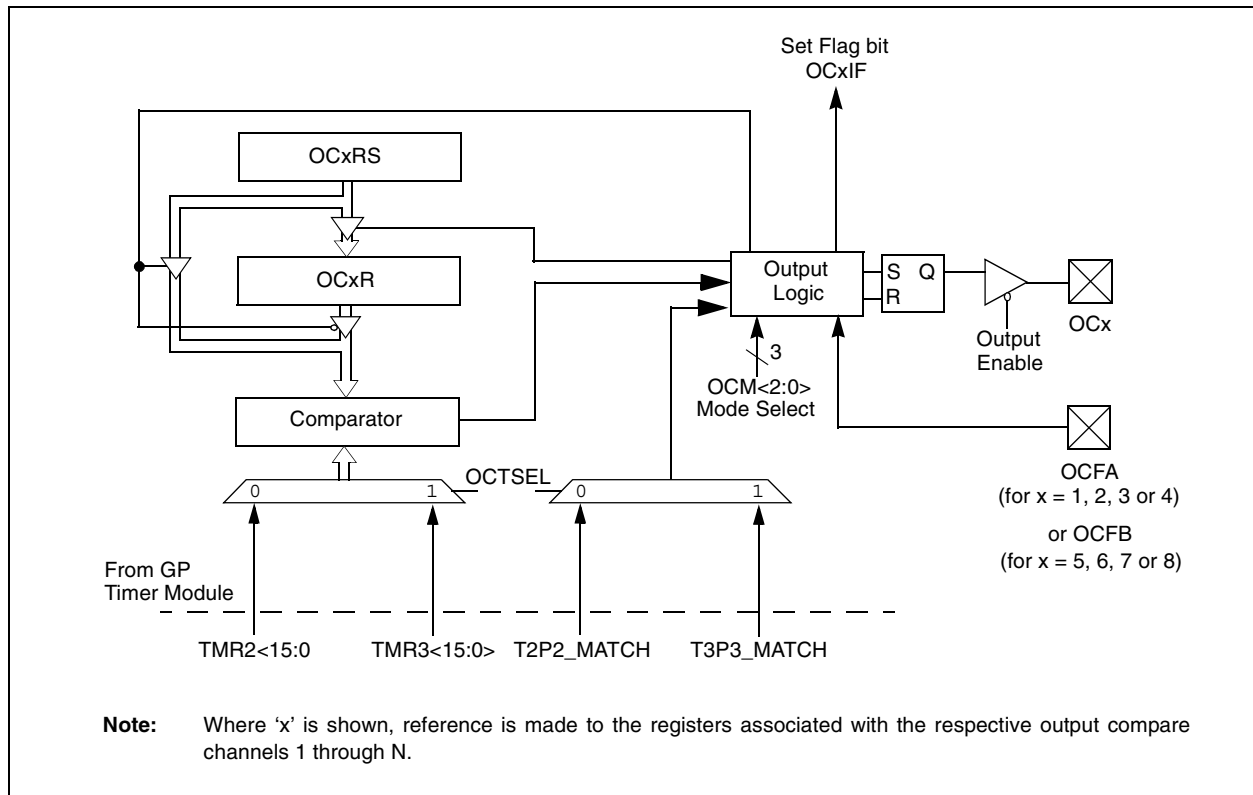 Set Flag bit
OCxIF
OCxRS
OCxR
Output
Logic
S Q
R
OCx
Output
Enable
3
OCM<2:0>
Mode Select
Comparator
OCFA
(for x = 1, 2, 3 or 4)
or OCFB
(for x = 5, 6, 7 or 8)
OCTSEL
0 1
0 1
From GP
Timer Module
TMR2<15:0
TMR3<15:0>
T2P2_MATCH
T3P3_MATCH
Note: Where ‘x’ is shown, reference is made to the registers associated with the respective output compare
channels 1 through N.